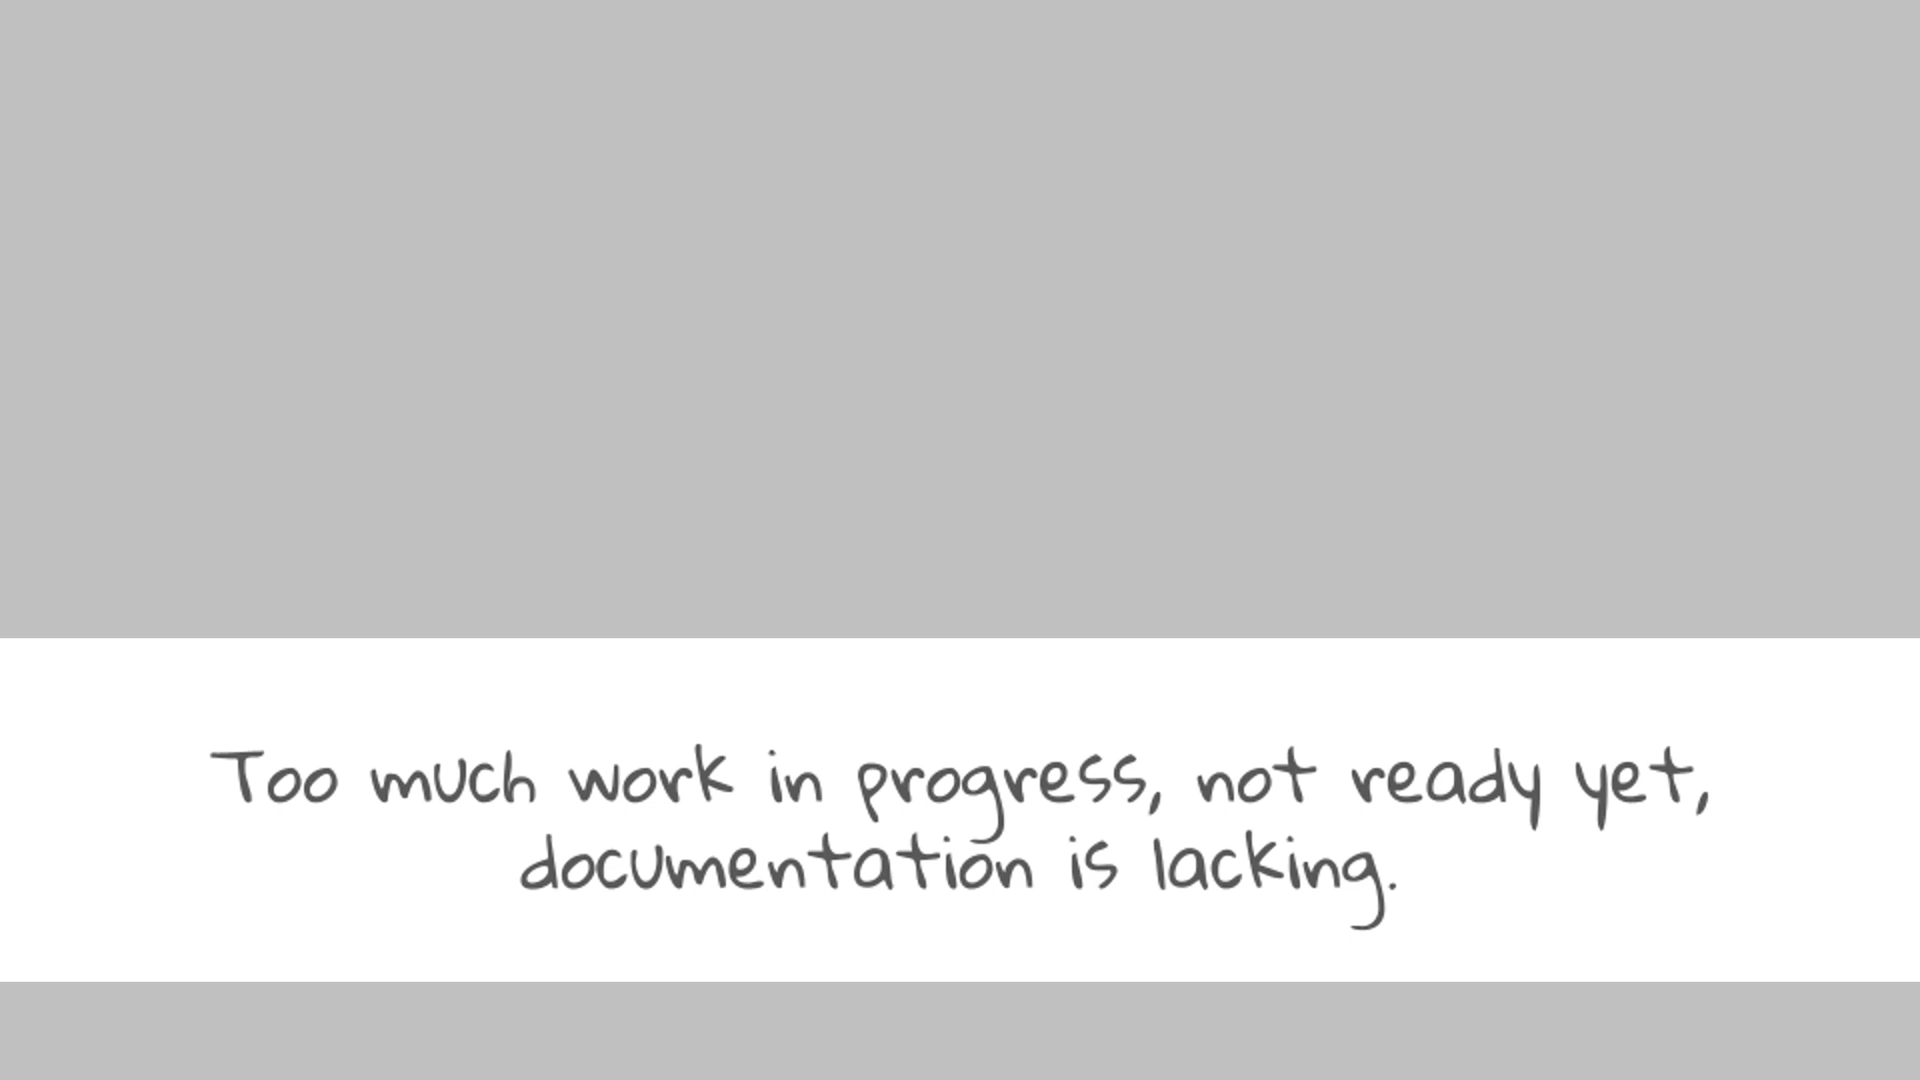 Too much work in progress, not ready yet,
documentation is lacking.